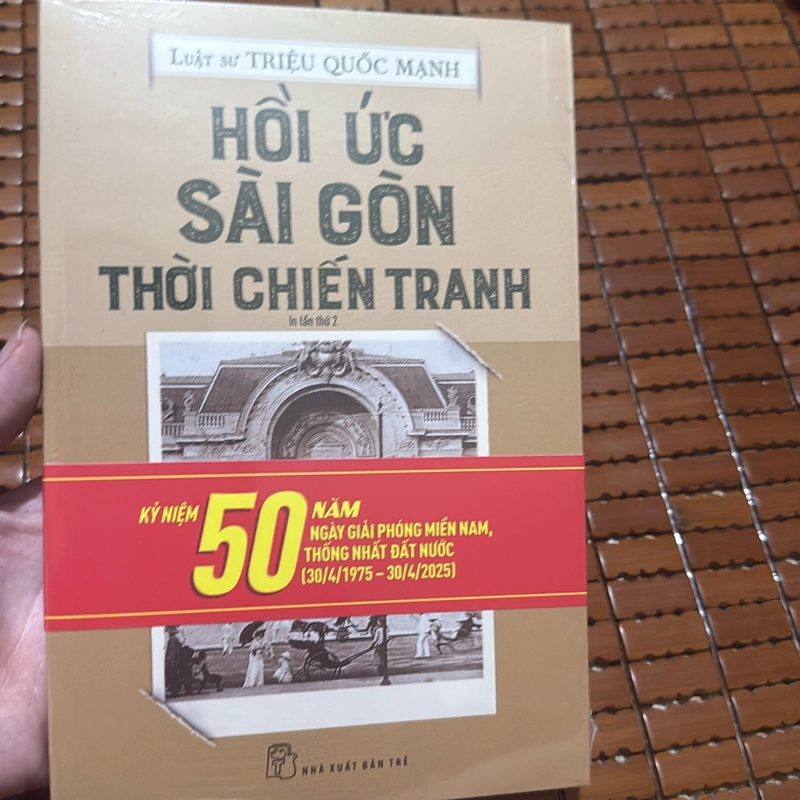 LUẬT SƯ TRIỆU QUỐC MẠNH
HỒI ỨC
SÀI GÒN
THỜI CHIẾN TRANH
In lần thứ 2
KỶ NIỆM 50 NĂM
NGÀY GIẢI PHÓNG MIỀN NAM,
THỐNG NHẤT ĐẤT NƯỚC
(30/4/1975 – 30/4/2025)
NHÀ XUẤT BẢN TRẺ